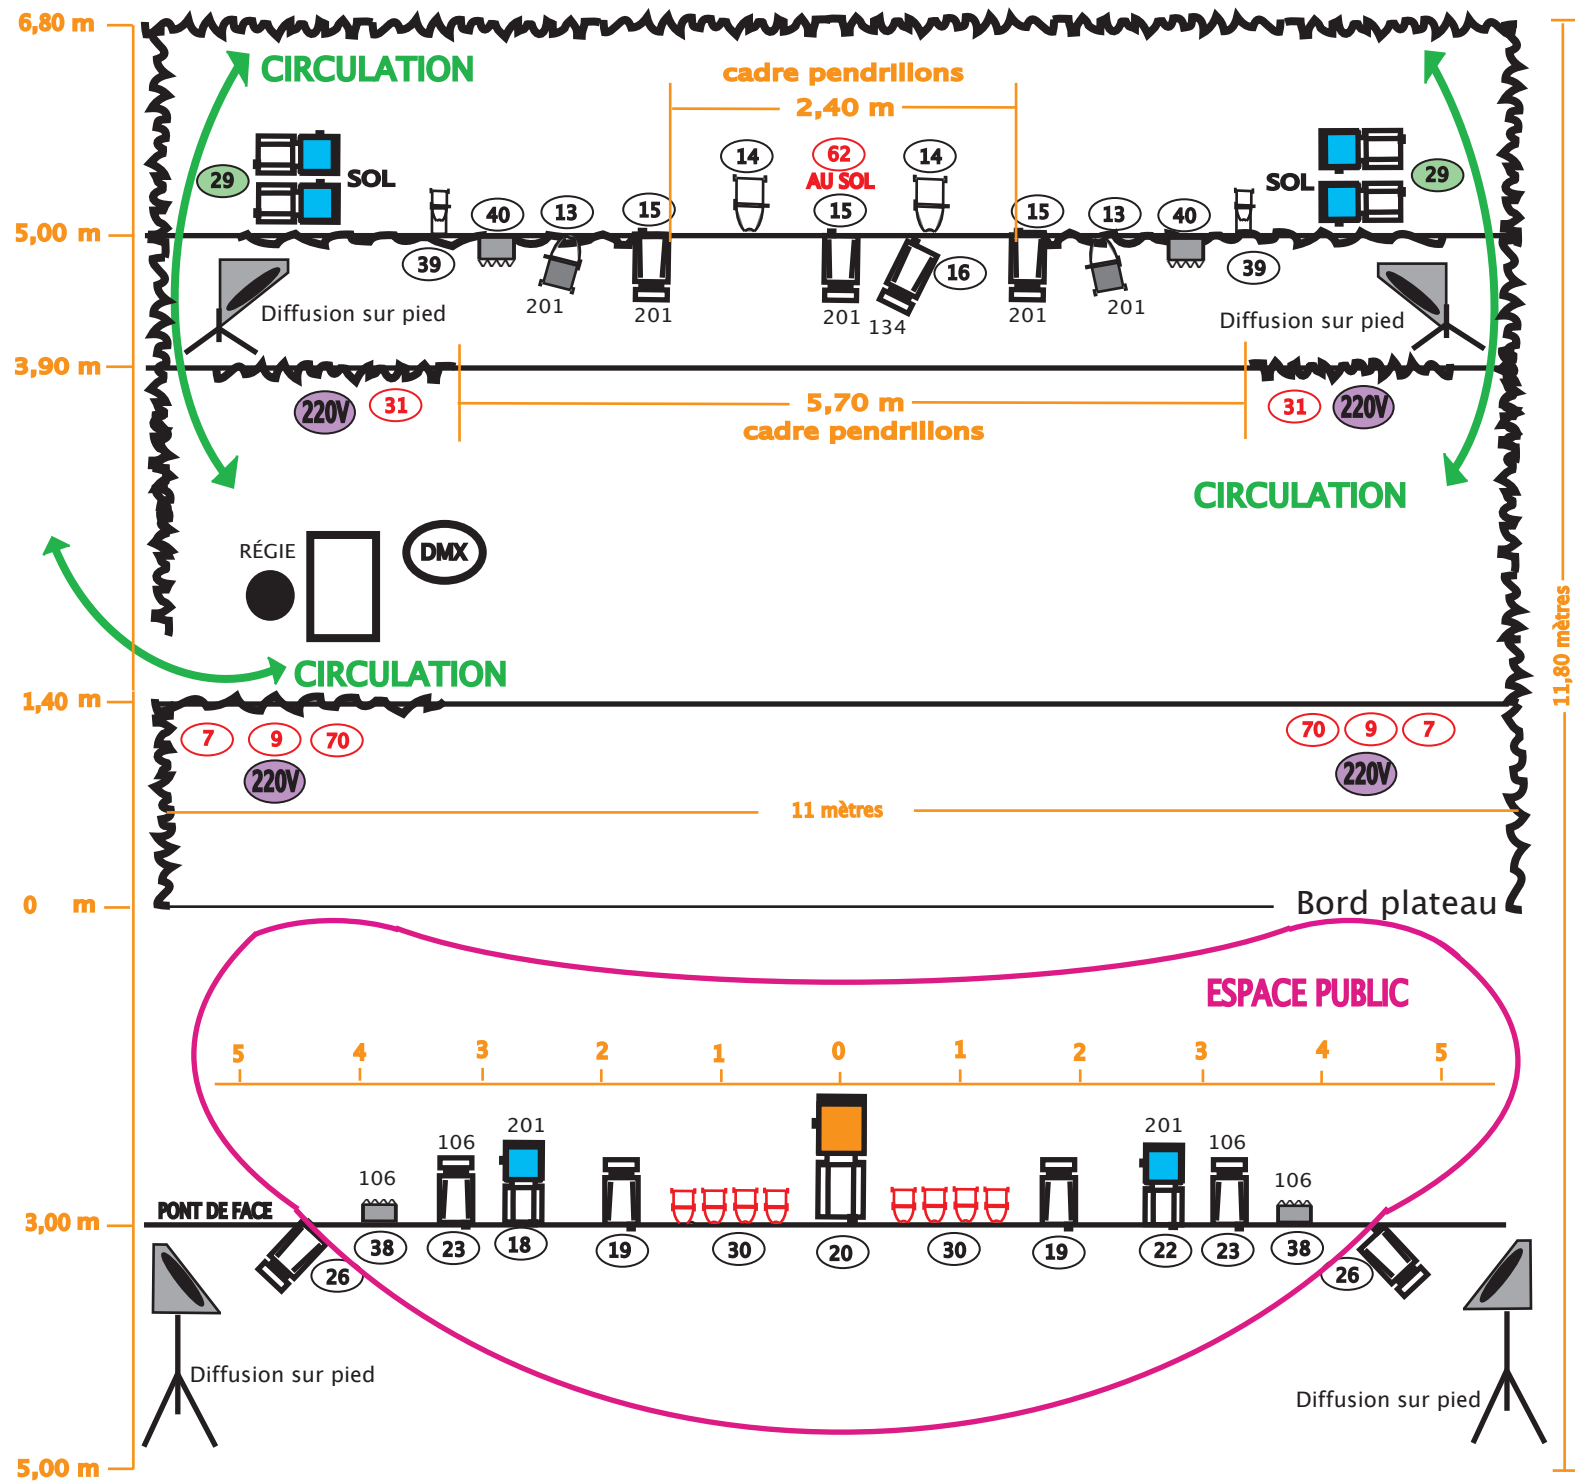 6,80 m
CIRCULATION
cadre pendrillons
2,40 m
14
62
14
AU SOL
29
SOL
SOL
29
40
13
15
15
15
13
40
5,00 m
39
16
39
201
201
201
134
201
201
Diffusion sur pied
Diffusion sur pied
3,90 m
220V
31
5,70 m
31
220V
cadre pendrillons
CIRCULATION
RÉGIE
DMX
11,80 mètres
CIRCULATION
1,40 m
7
9
70
70
9
7
220V
220V
11 mètres
0 m
Bord plateau
ESPACE PUBLIC
5
4
3
2
1
0
1
2
3
4
5
106
106
201
201
106
106
PONT DE FACE
3,00 m
26
38
23
18
19
30
20
30
19
22
23
38
26
Diffusion sur pied
Diffusion sur pied
5,00 m